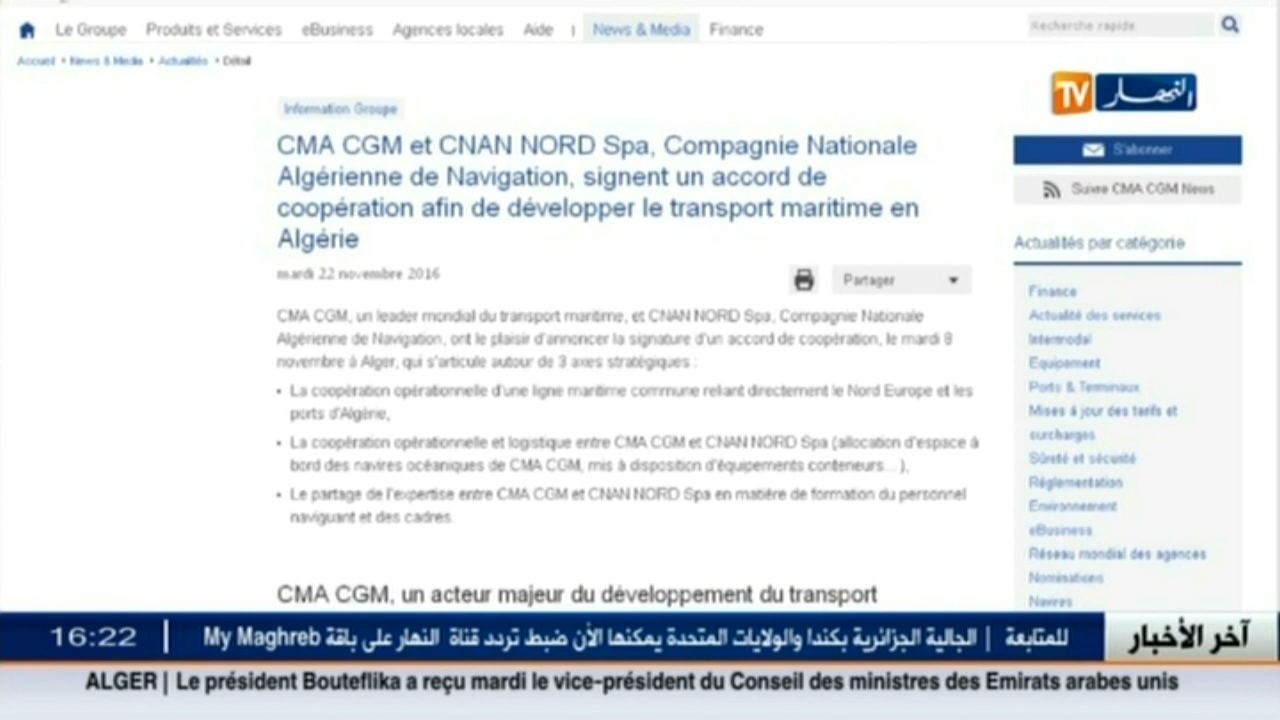 Le Groupe Produits et Services eBusiness Agences locales Aide | News & Media Finance
Recherche rapide
Accueil • News & Media • Actualités • Détail
TV النهار
Information Groupe
CMA CGM et CNAN NORD Spa, Compagnie Nationale
Algérienne de Navigation, signent un accord de
coopération afin de développer le transport maritime en
Algérie
mardi 22 novembre 2016
Partager
CMA CGM, un leader mondial du transport maritime, et CNAN NORD Spa, Compagnie Nationale
Algérienne de Navigation, ont le plaisir d'annoncer la signature d'un accord de coopération, le mardi 8
novembre à Alger, qui s'articule autour de 3 axes stratégiques :
• La coopération opérationnelle d'une ligne maritime commune reliant directement le Nord Europe et les
ports d'Algérie,
• La coopération opérationnelle et logistique entre CMA CGM et CNAN NORD Spa (allocation d'espace à
bord des navires océaniques de CMA CGM, mis à disposition d'équipements conteneurs...),
• Le partage de l'expertise entre CMA CGM et CNAN NORD Spa en matière de formation du personnel
naviguant et des cadres.
CMA CGM, un acteur majeur du développement du transport
S'abonner
Suivre CMA CGM News
Actualités par catégorie
Finance
Actualité des services
Intermodal
Equipement
Ports & Terminaux
Mises à jour des tarifs et
surcharges
Sûreté et sécurité
Réglementation
Environnement
eBusiness
Réseau mondial des agences
Nominations
Navires
آخر الأخبار
للمتابعة | الجالية الجزائرية بكندا والولايات المتحدة يمكنها الأن ضبط تردد قناة النهار على باقة My Maghreb
16:22
ALGER | Le président Bouteflika a reçu mardi le vice-président du Conseil des ministres des Emirats arabes unis